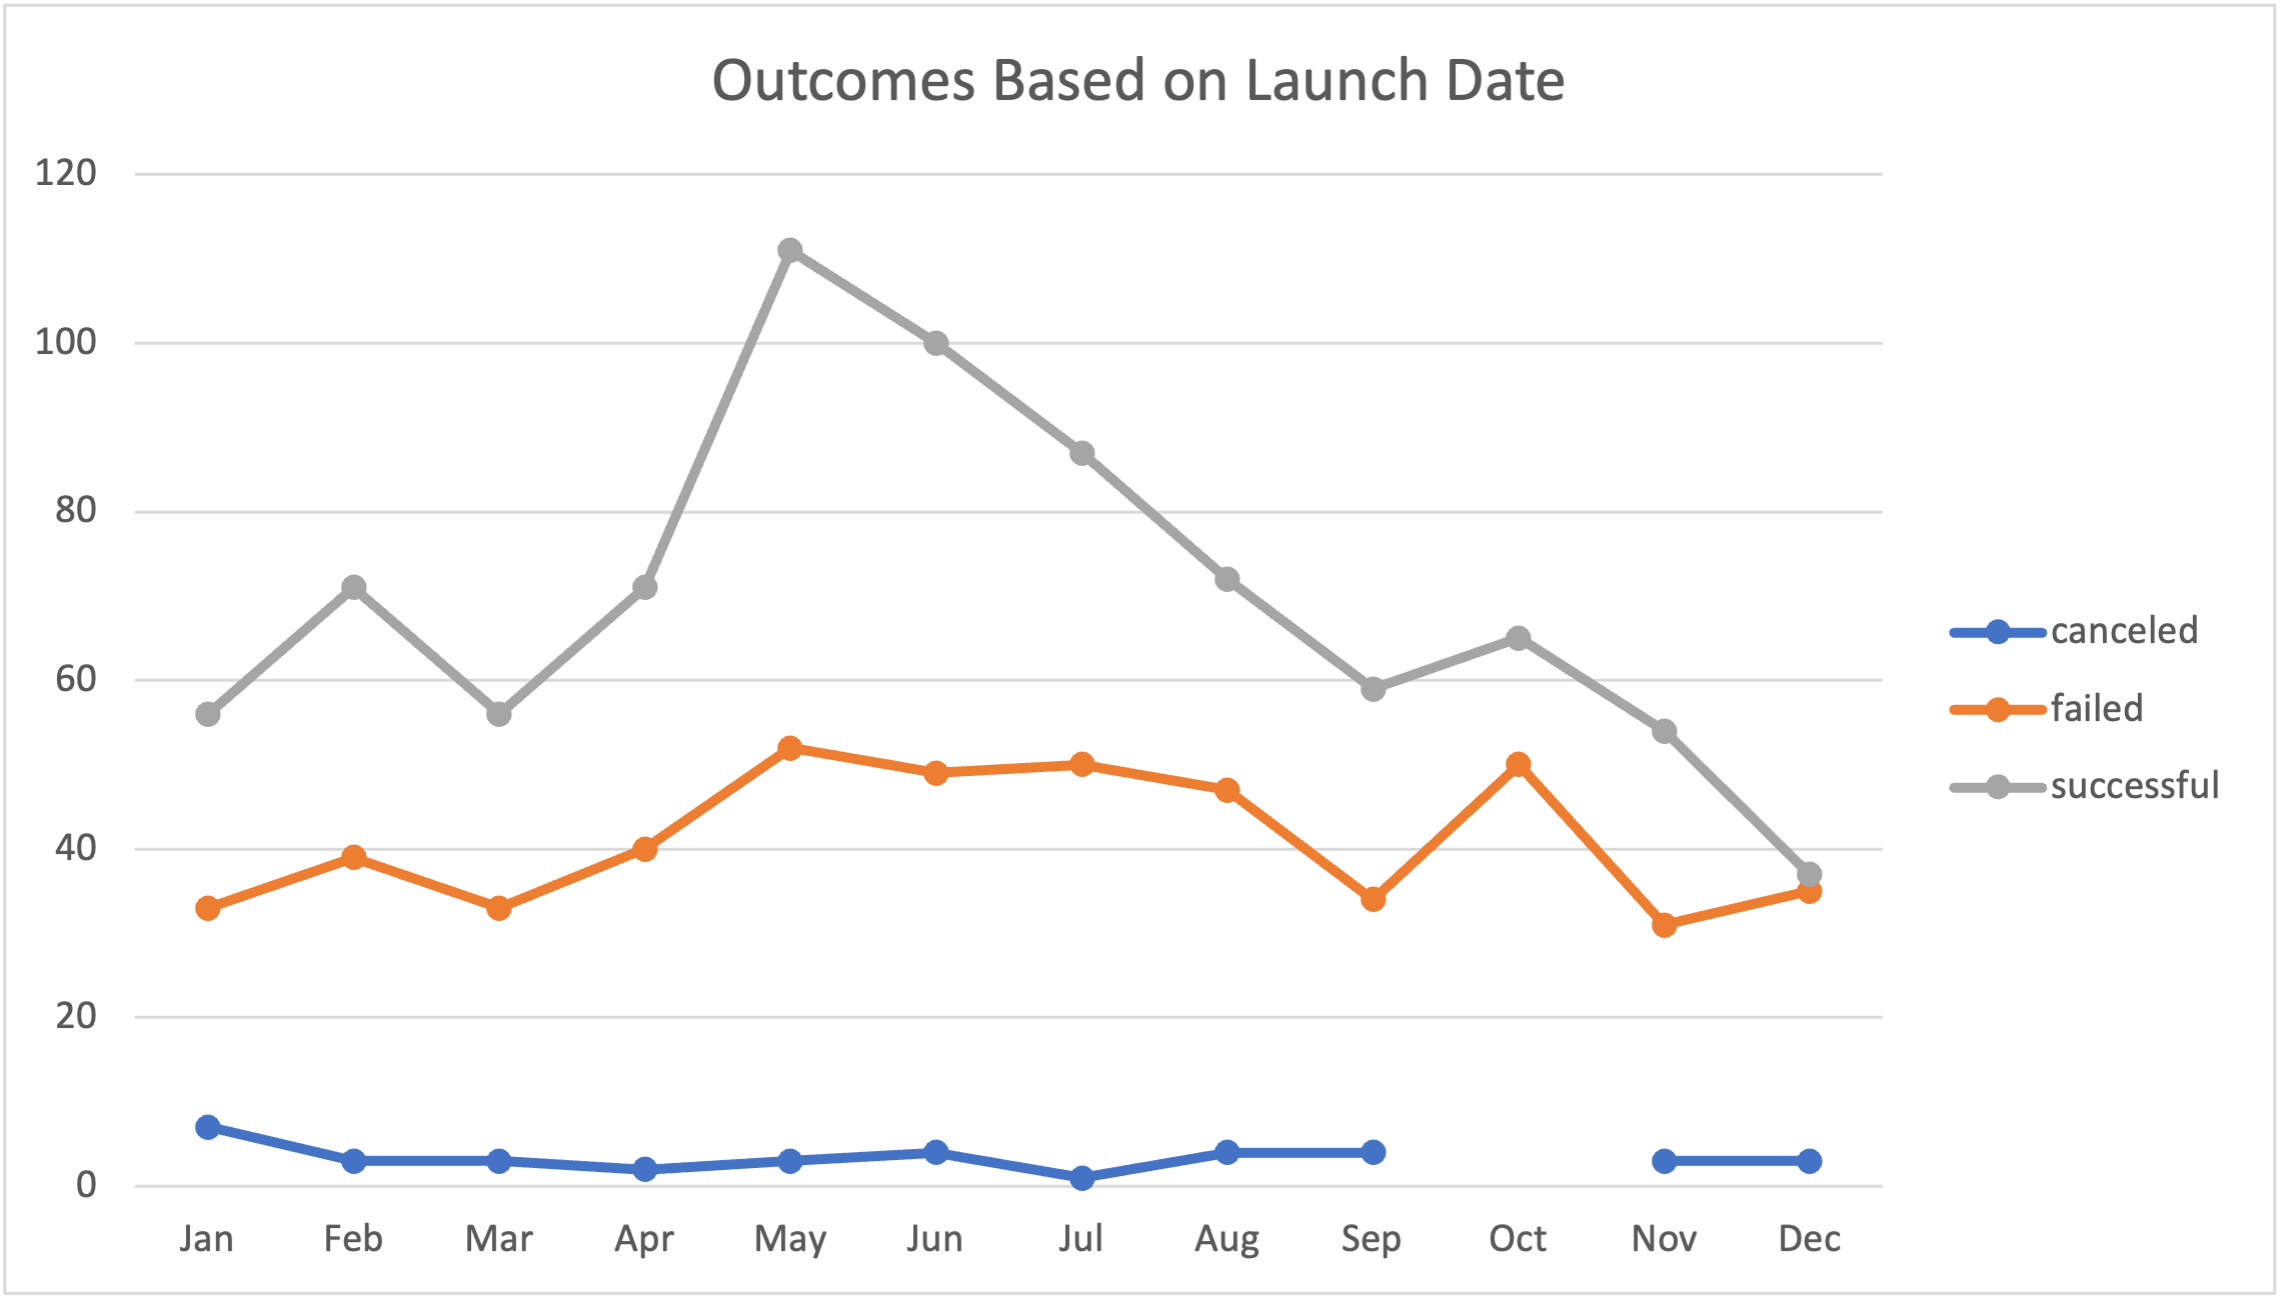 Outcomes Based on Launch Date
120
100
80
60
40
20
0
Jan Feb Mar Apr May Jun Jul Aug Sep Oct Nov Dec
canceled
failed
successful